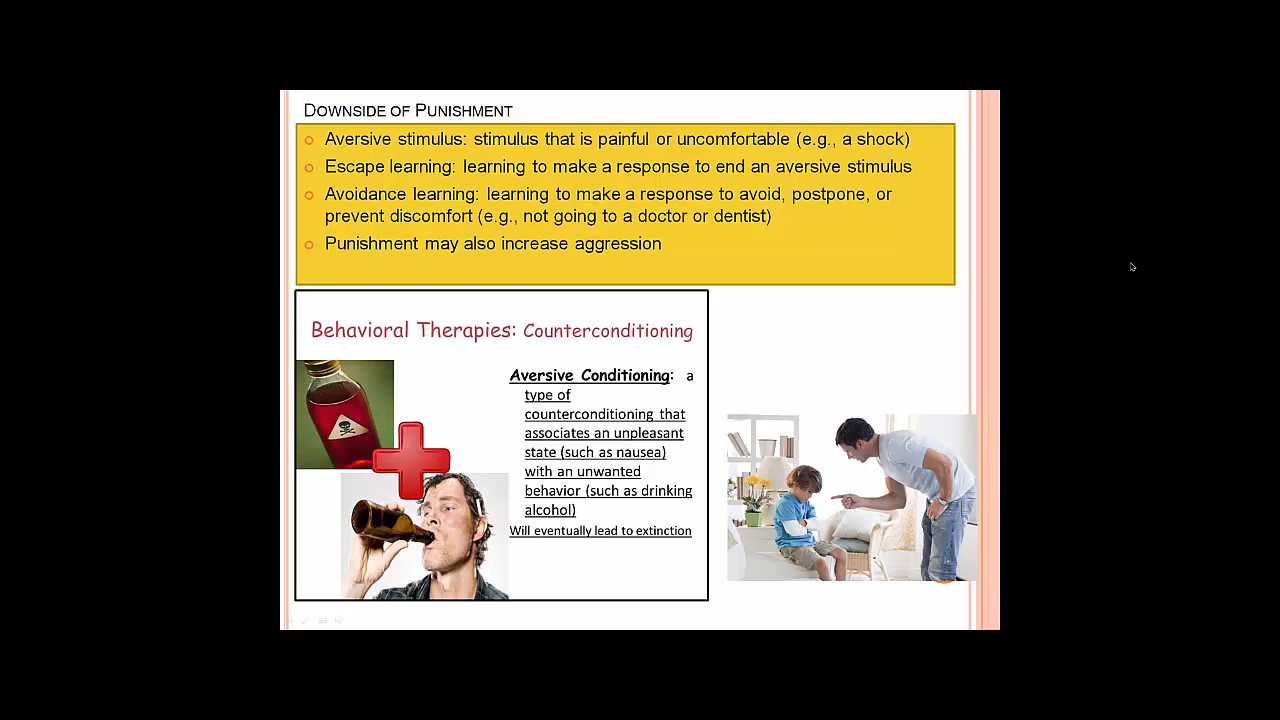 DOWNSIDE OF PUNISHMENT
Aversive stimulus: stimulus that is painful or uncomfortable (e.g., a shock)
Escape learning: learning to make a response to end an aversive stimulus
Avoidance learning: learning to make a response to avoid, postpone, or
prevent discomfort (e.g., not going to a doctor or dentist)
Punishment may also increase aggression
Behavioral Therapies: Counterconditioning
Aversive Conditioning: a
type of
counterconditioning that
associates an unpleasant
state (such as nausea)
with an unwanted
behavior (such as drinking
alcohol)
Will eventually lead to extinction